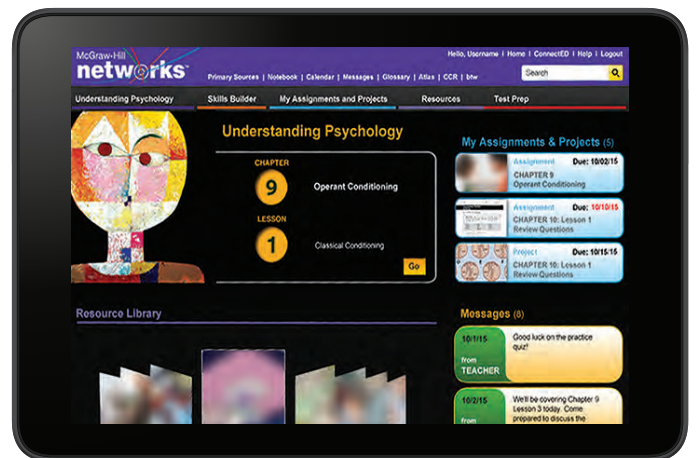 McGraw-Hill
networks™
Hello, Username | Home | ConnectED | Help | Logout
Primary Sources | Notebook | Calendar | Messages | Glossary | Atlas | CCR | btw
Search
Understanding Psychology
Skills Builder
My Assignments and Projects
Resources
Test Prep
Understanding Psychology
CHAPTER
9
Operant Conditioning
LESSON
1
Classical Conditioning
Go
My Assignments & Projects (5)
Assignment Due: 10/02/15
CHAPTER 9
Operant Conditioning
Assignment Due: 10/10/15
CHAPTER 10: Lesson 1
Review Questions
Project Due: 10/15/15
CHAPTER 10: Lesson 1
Review Questions
Resource Library
Messages (8)
10/1/15
from
TEACHER
Good luck on the practice
quiz!
10/2/15
from
We'll be covering Chapter 9
Lesson 3 today. Come
prepared to discuss the